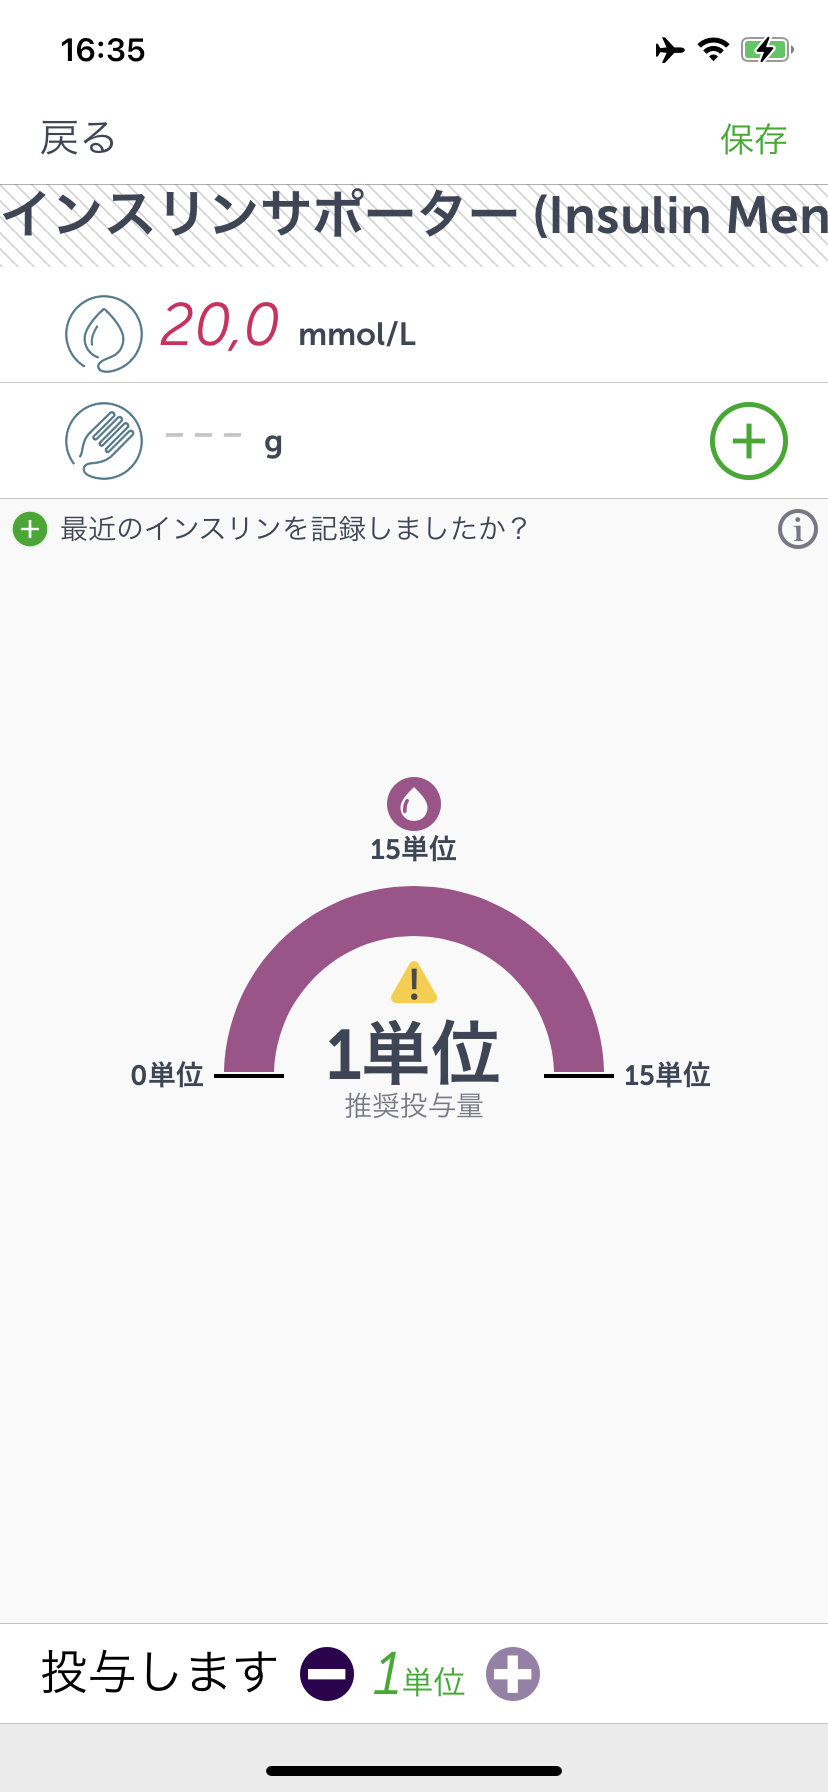 16:35
戻る
保存
インスリンサポーター (Insulin Men
20,0 mmol/L
--- g
最近のインスリンを記録しましたか？
15単位
1単位
0単位
15単位
推奨投与量
投与します 1単位